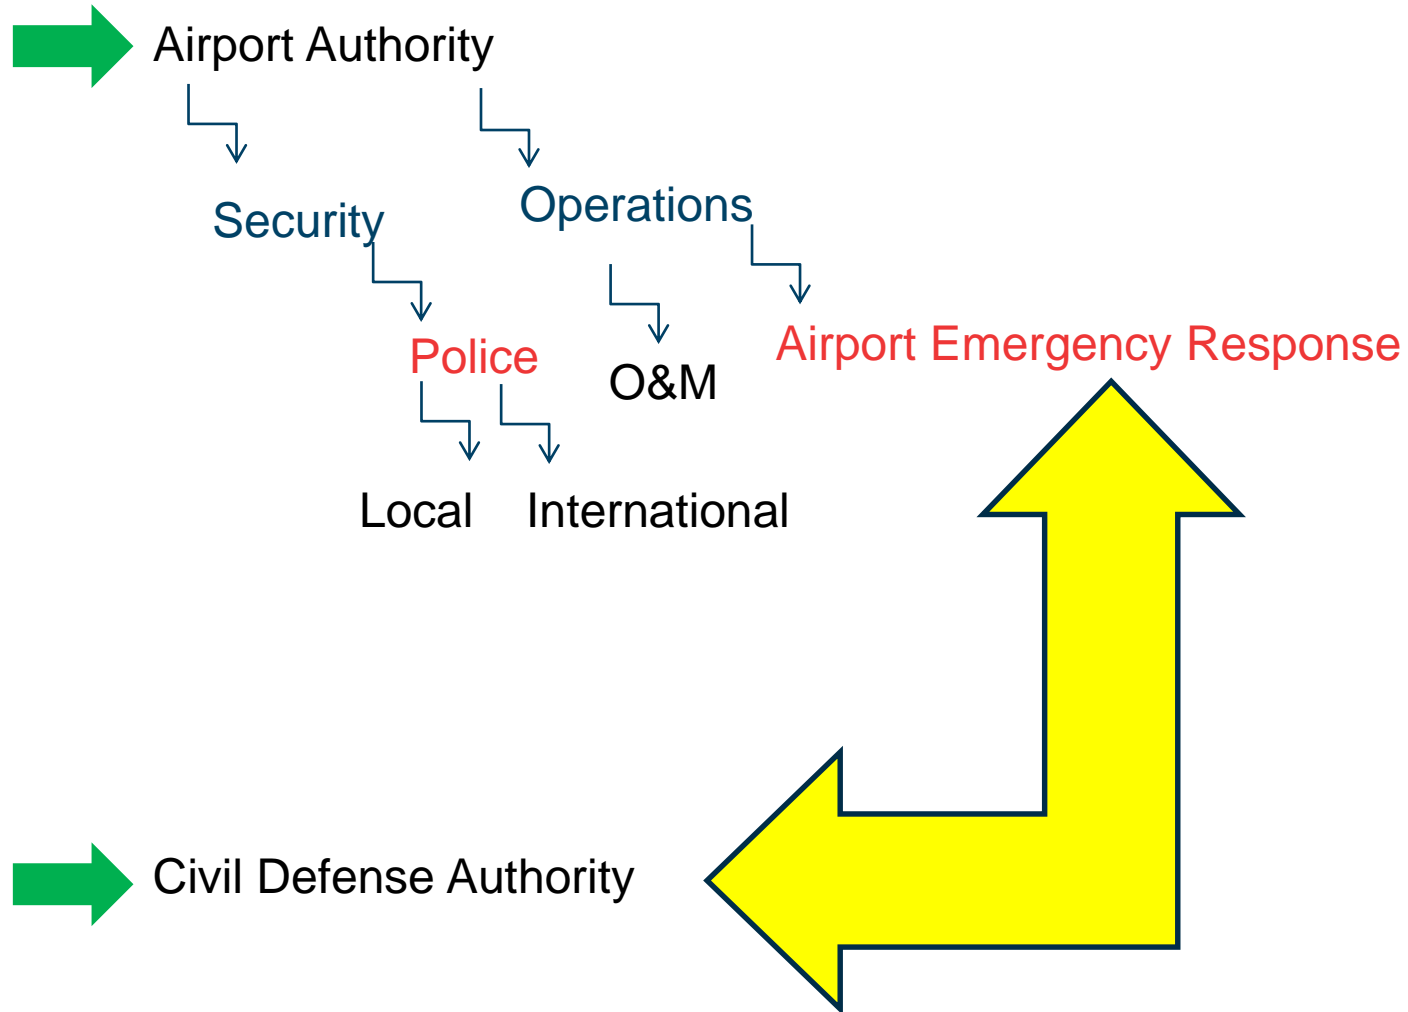 Airport Authority
Security
Operations
Police
O&M
Airport Emergency Response
Local
International
Civil Defense Authority